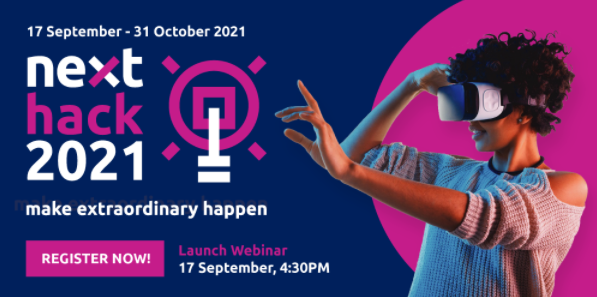 17 September - 31 October 2021
next
hack
2021
make extraordinary happen
REGISTER NOW!
Launch Webinar
17 September, 4:30PM